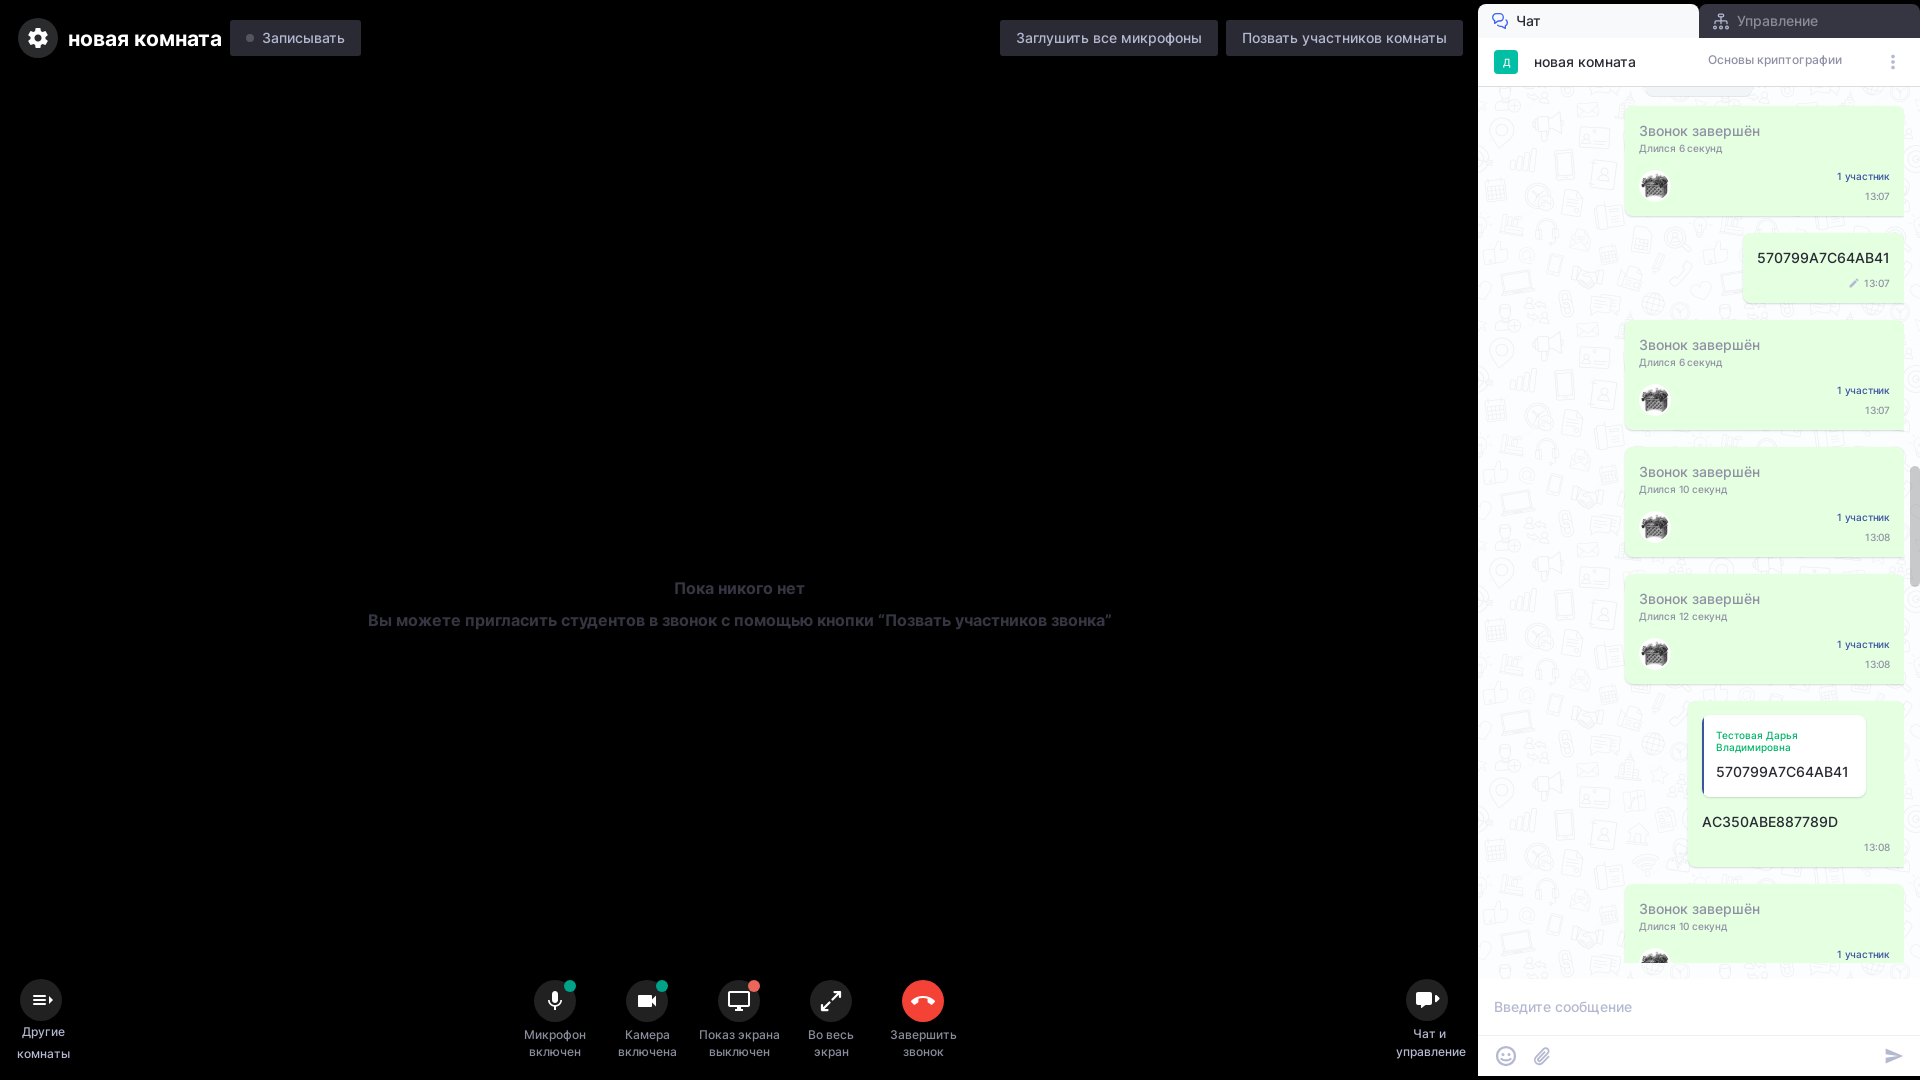 новая комната
Записывать
Заглушить все микрофоны
Позвать участников комнаты
Чат
Управление
Д
новая комната
Основы криптографии
Звонок завершён
Длился 6 секунд
1 участник
13:07
570799A7C64AB41
13:07
Звонок завершён
Длился 6 секунд
1 участник
13:07
Звонок завершён
Длился 10 секунд
1 участник
13:08
Звонок завершён
Длился 12 секунд
1 участник
13:08
Тестовая Дарья
Владимировна
570799A7C64AB41
AC350ABE887789D
13:08
Звонок завершён
Длился 10 секунд
1 участник
Введите сообщение
Пока никого нет
Вы можете пригласить студентов в звонок с помощью кнопки “Позвать участников звонка”
Другие
комнаты
Микрофон
включен
Камера
включена
Показ экрана
выключен
Во весь
экран
Завершить
звонок
Чат и
управление